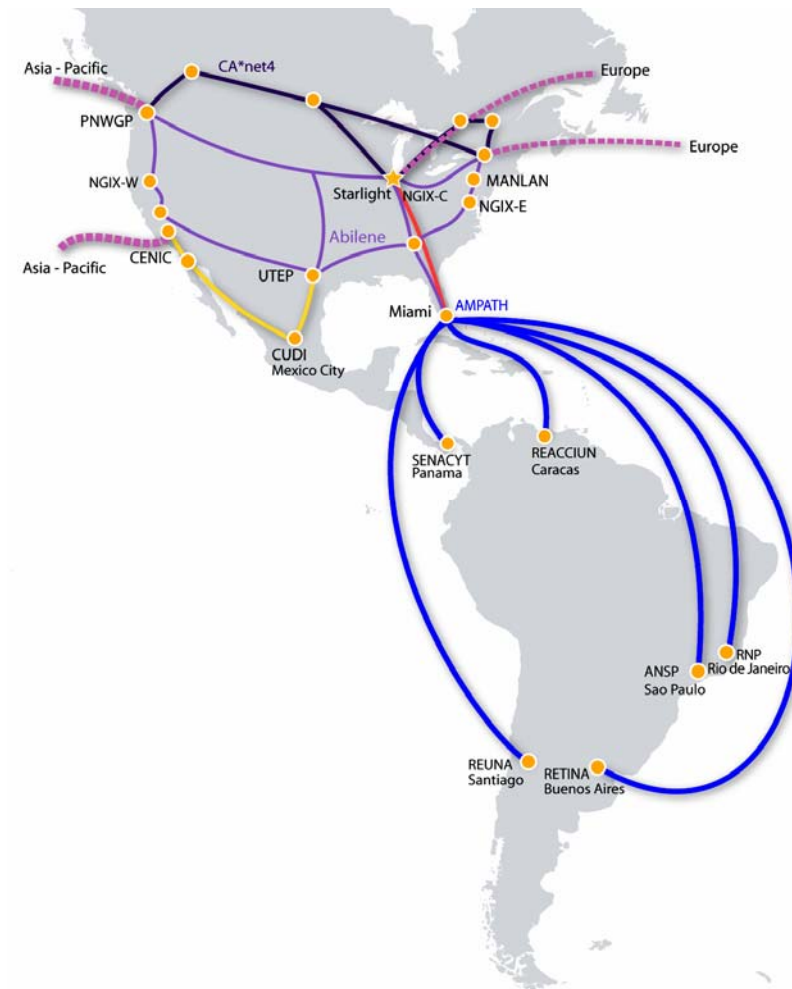 Asia - Pacific
CA*net4
Europe
PNWGP
Europe
NGIX-W
Starlight
NGIX-C
MANLAN
NGIX-E
Abilene
Asia - Pacific
CENIC
UTEP
Miami
AMPATH
CUDI
Mexico City
SENACYT
Panama
REACCIUN
Caracas
RNP
Rio de Janeiro
ANSP
Sao Paulo
REUNA
Santiago
RETINA
Buenos Aires